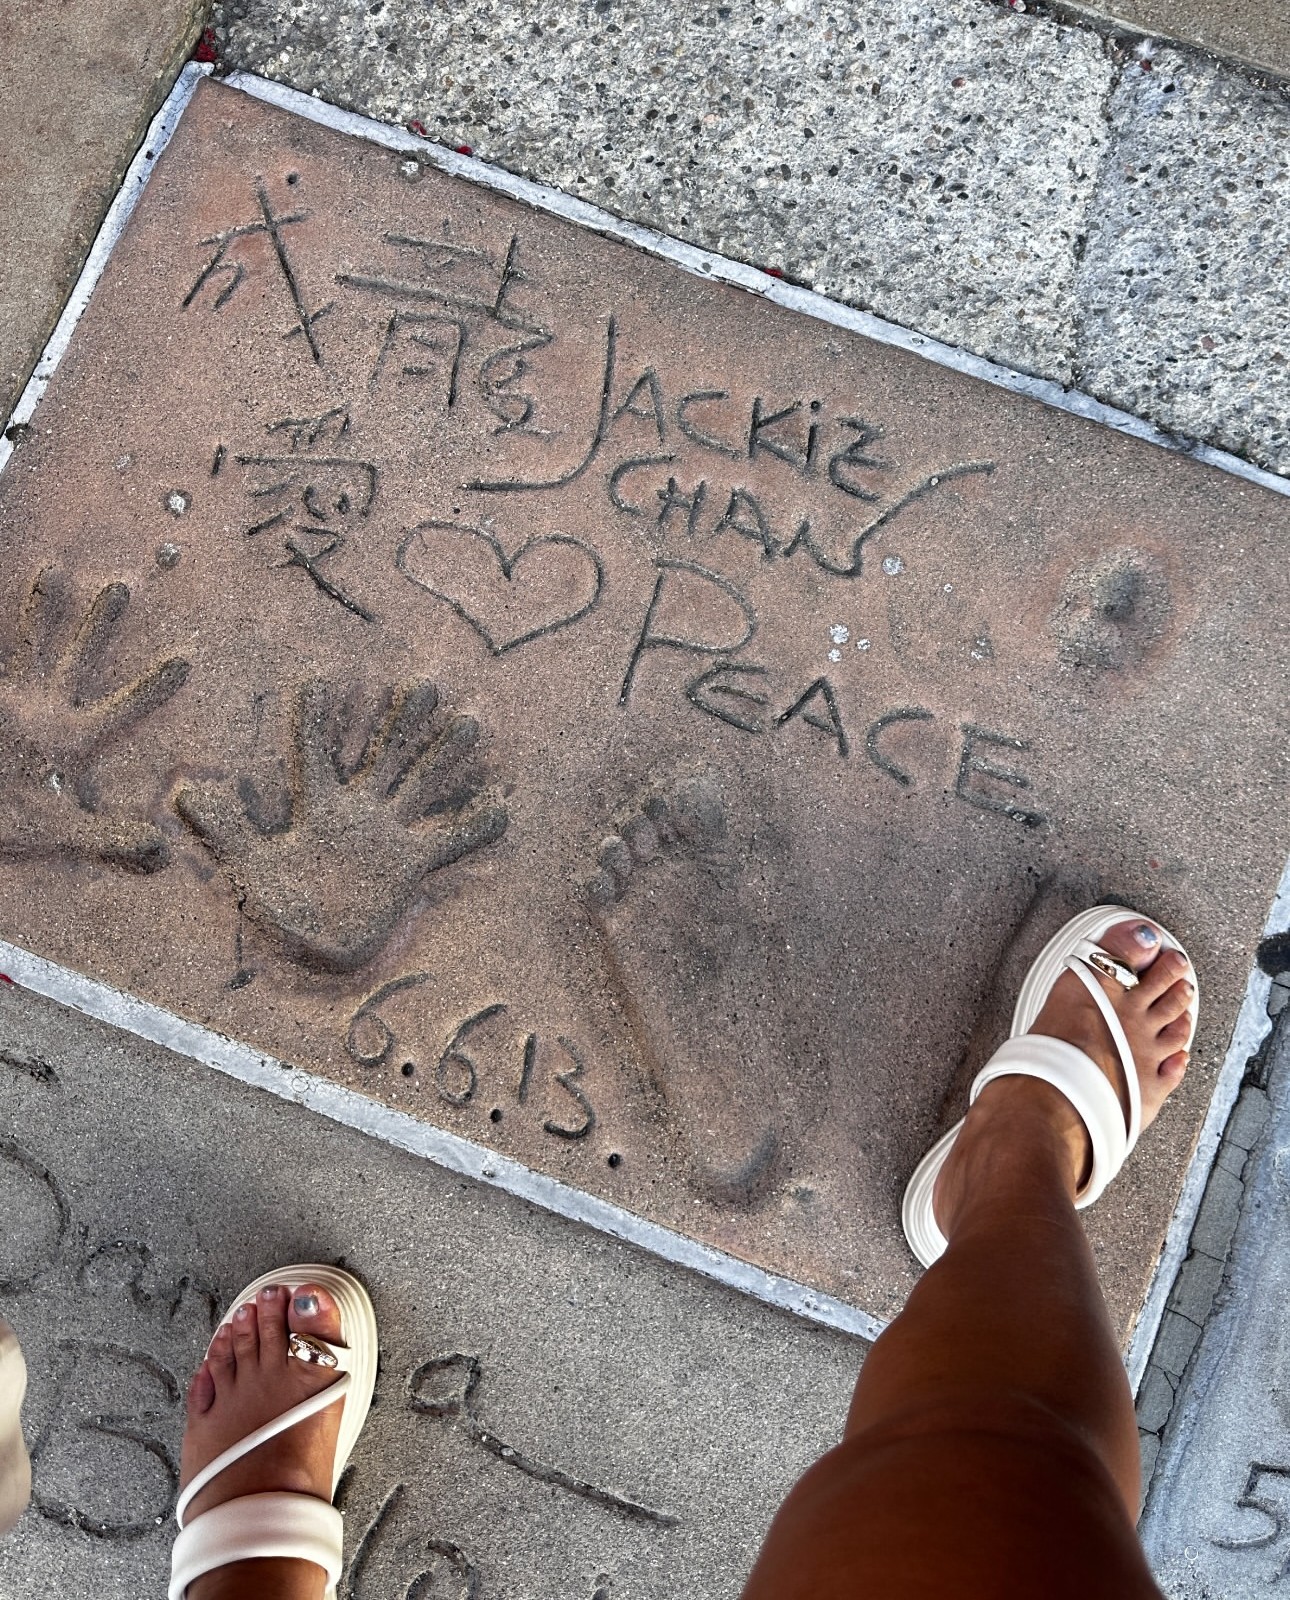 成龍 JACKIE
CHAN
愛 PEACE
6.6.13.